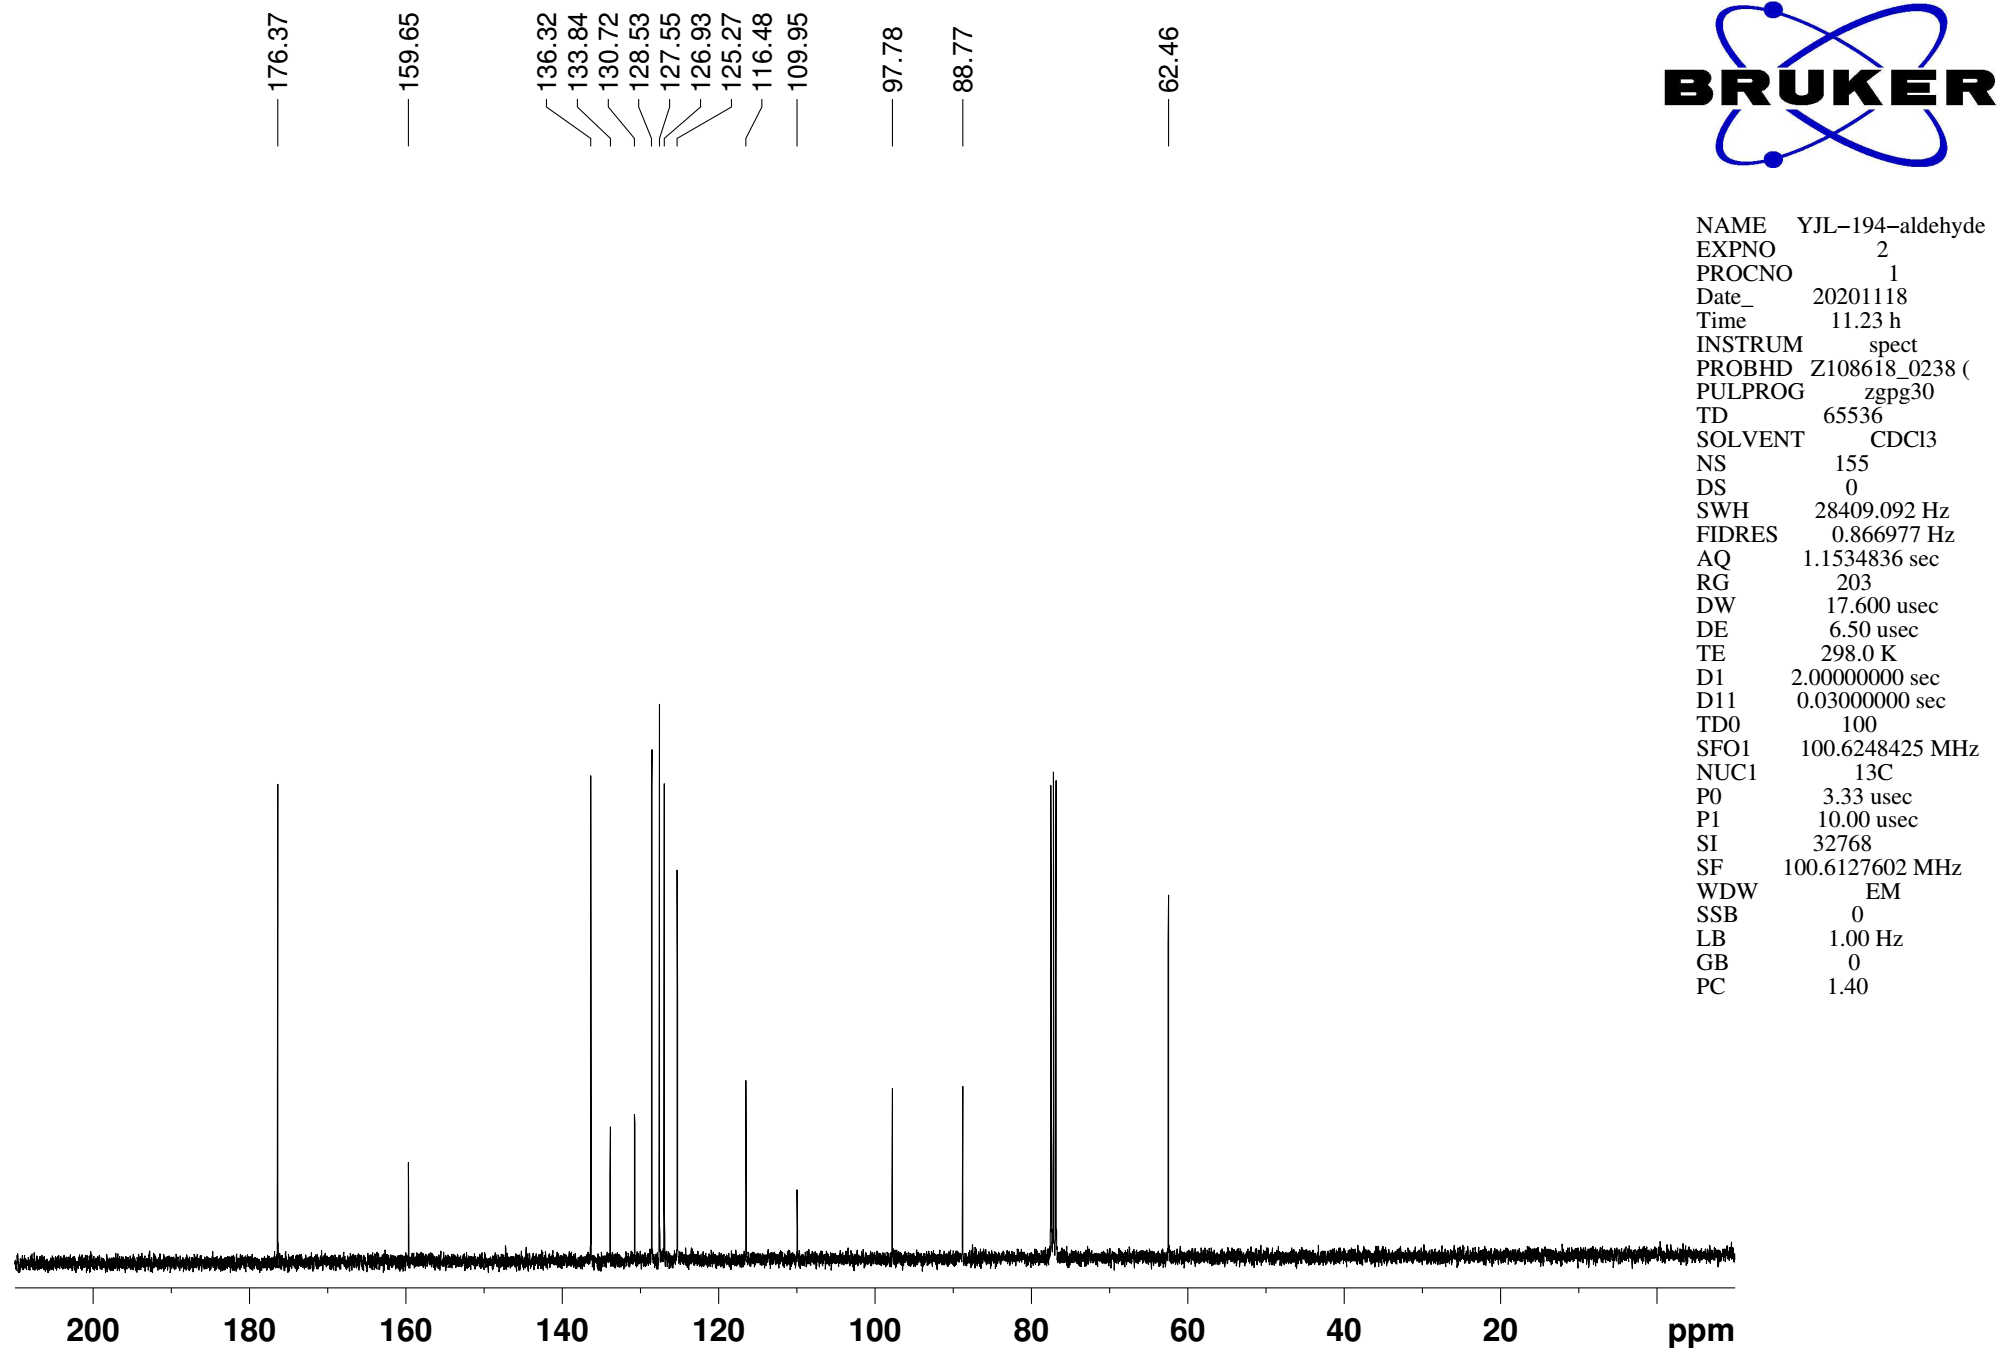 176.37
159.65
136.32
133.84
130.72
128.53
127.55
126.93
125.27
116.48
109.95
97.78
88.77
62.46
BRUKER
NAME YJL-194-aldehyde
EXPNO 2
PROCNO 1
Date_ 20201118
Time 11.23 h
INSTRUM spect
PROBHD Z108618_0238 (
PULPROG zgpg30
TD 65536
SOLVENT CDCl3
NS 155
DS 0
SWH 28409.092 Hz
FIDRES 0.866977 Hz
AQ 1.1534836 sec
RG 203
DW 17.600 usec
DE 6.50 usec
TE 298.0 K
D1 2.00000000 sec
D11 0.03000000 sec
TD0 100
SFO1 100.6248425 MHz
NUC1 13C
P0 3.33 usec
P1 10.00 usec
SI 32768
SF 100.6127602 MHz
WDW EM
SSB 0
LB 1.00 Hz
GB 0
PC 1.40
200 180 160 140 120 100 80 60 40 20 ppm